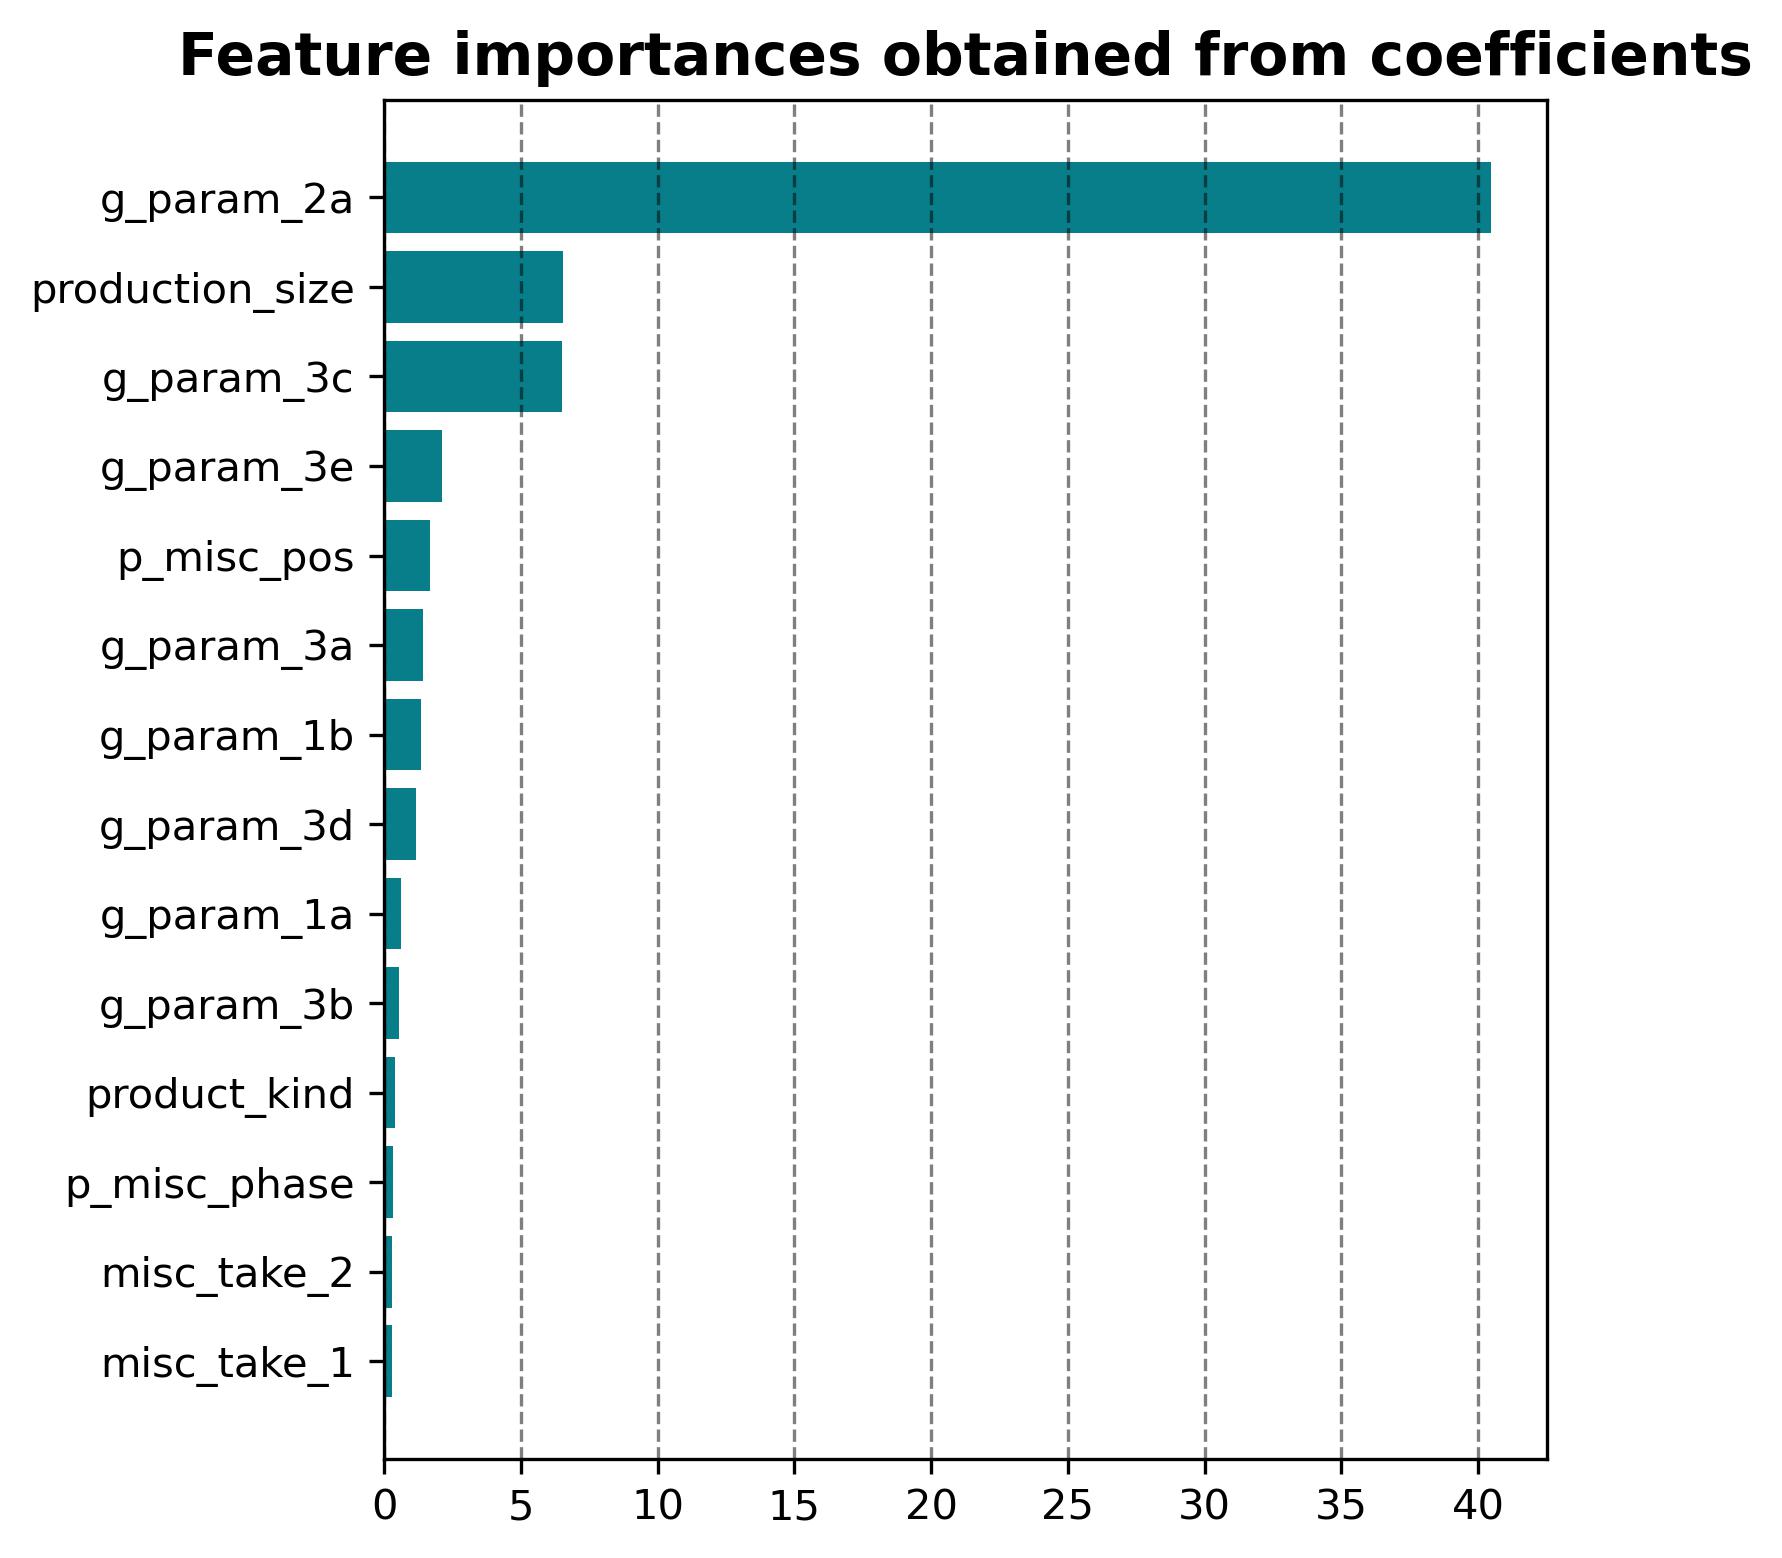 Feature importances obtained from coefficients
g_param_2a
production_size
g_param_3c
g_param_3e
p_misc_pos
g_param_3a
g_param_1b
g_param_3d
g_param_1a
g_param_3b
product_kind
p_misc_phase
misc_take_2
misc_take_1
0 5 10 15 20 25 30 35 40